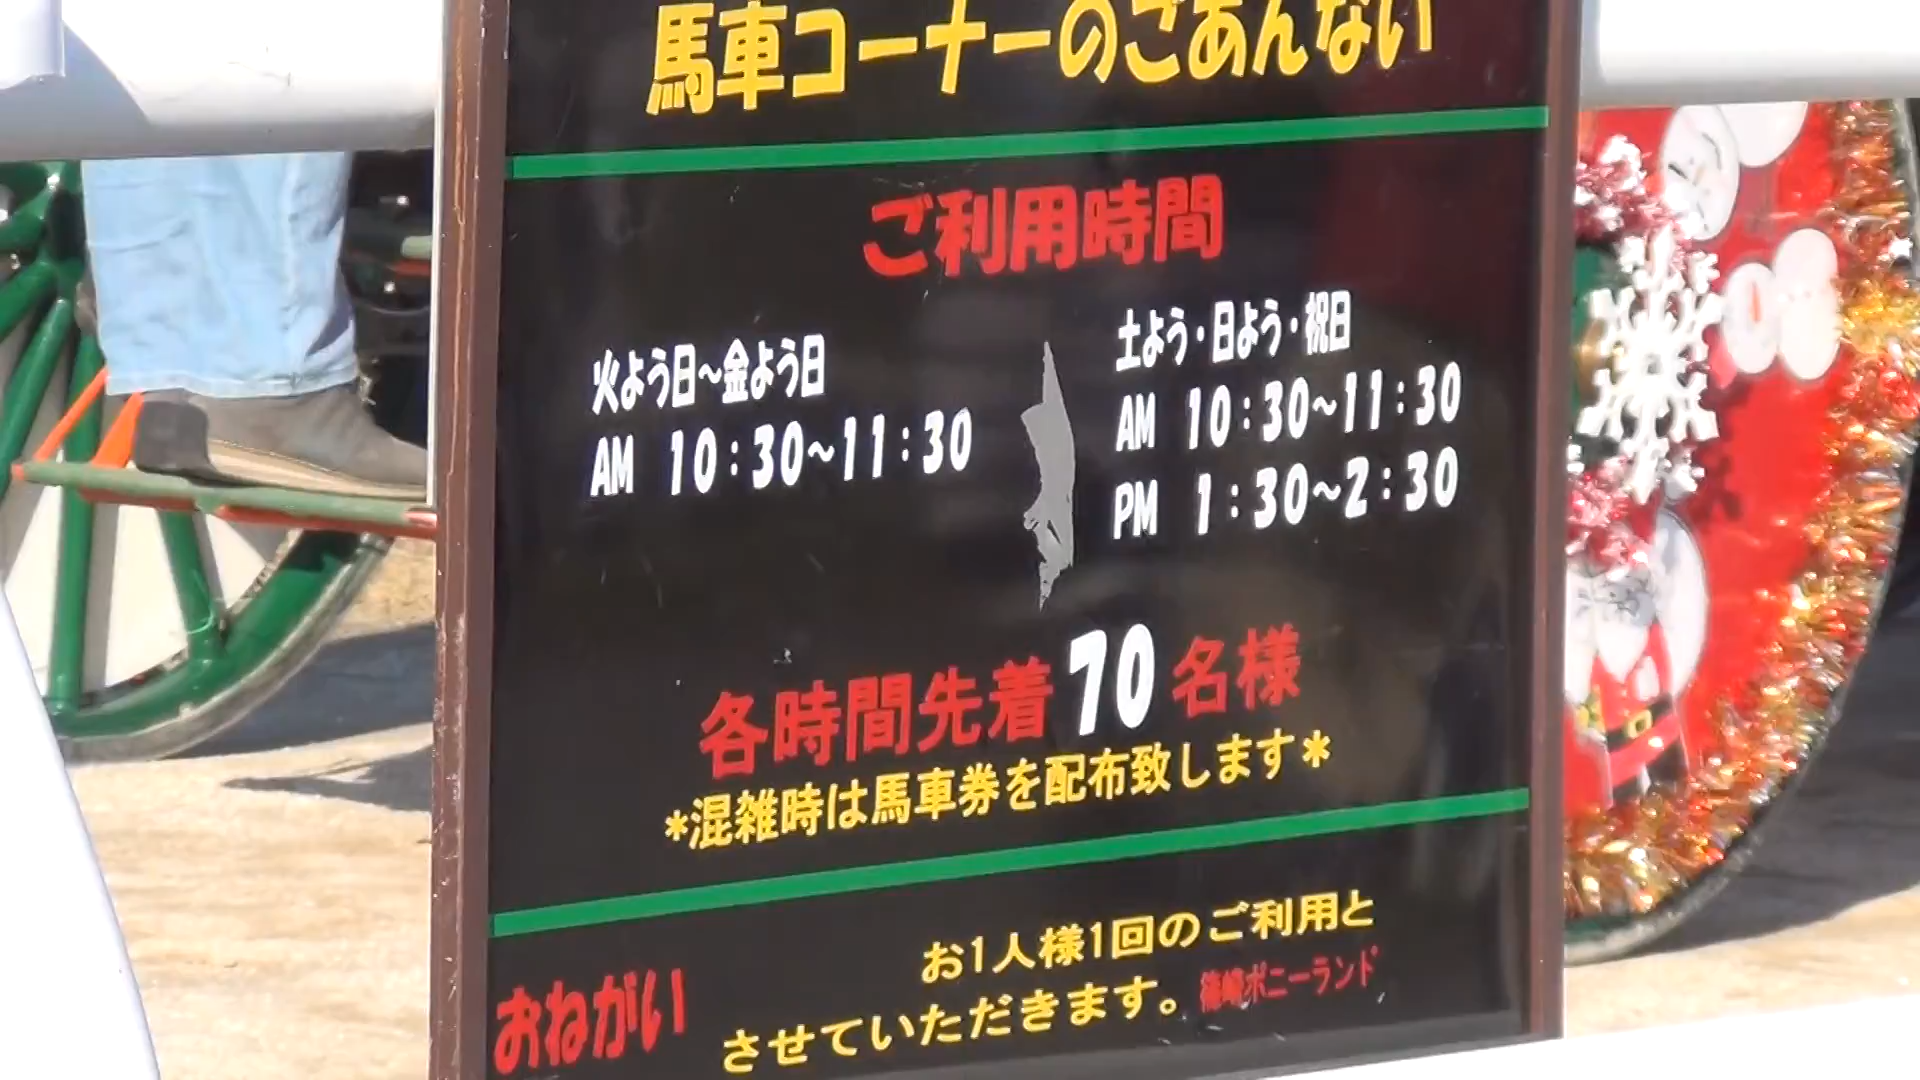 馬車コーナーのごあんない
ご利用時間
火よう日～金よう日
AM 10:30～11:30
土よう・日よう・祝日
AM 10:30～11:30
PM 1:30～2:30
各時間先着70名様
*混雑時は馬車券を配布致します*
おねがい
お1人様1回のご利用と
させていただきます。
篠崎ポニーランド